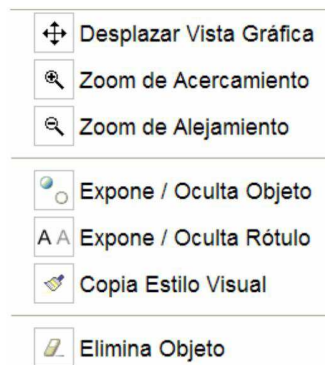 Desplazar Vista Gráfica
Zoom de Acercamiento
Zoom de Alejamiento
Expone / Oculta Objeto
A A Expone / Oculta Rótulo
Copia Estilo Visual
Elimina Objeto